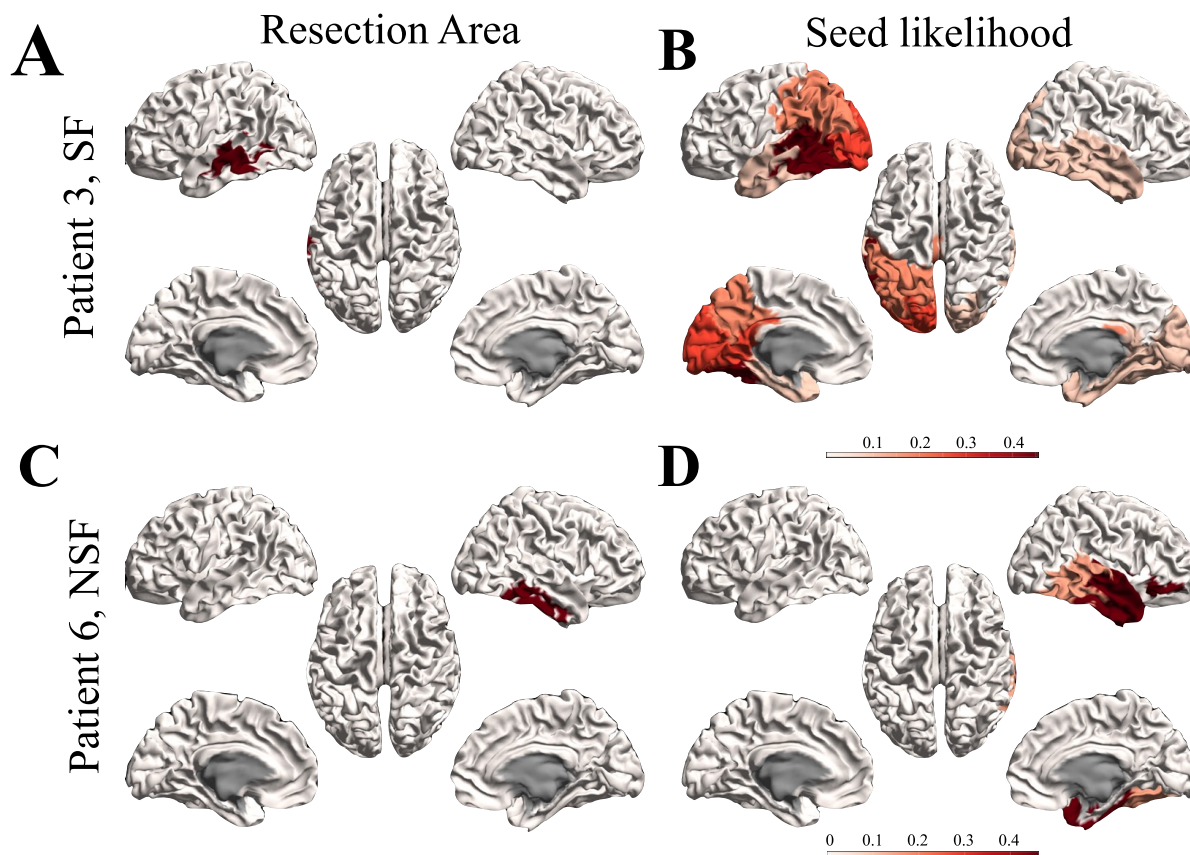 A
Resection Area
B
Seed likelihood
Patient 3, SF
0.1 0.2 0.3 0.4
C
D
Patient 6, NSF
0 0.1 0.2 0.3 0.4